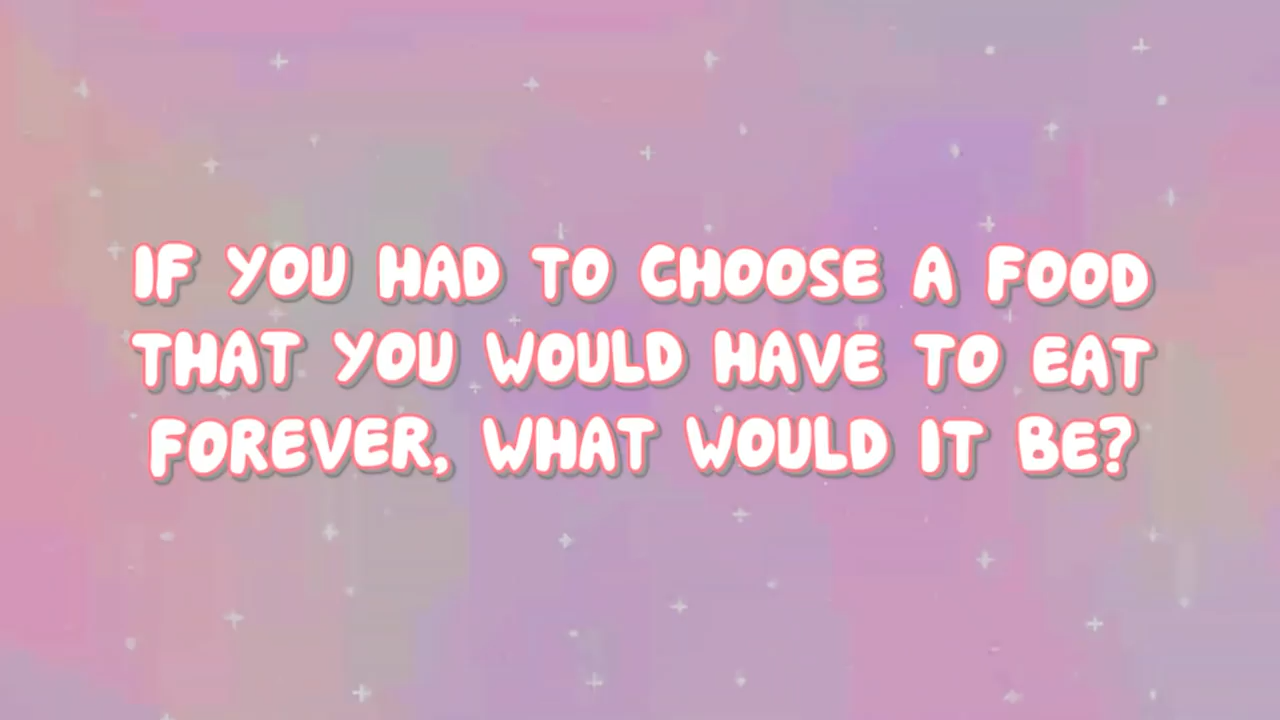 IF YOU HAD TO CHOOSE A FOOD
THAT YOU WOULD HAVE TO EAT
FOREVER, WHAT WOULD IT BE?